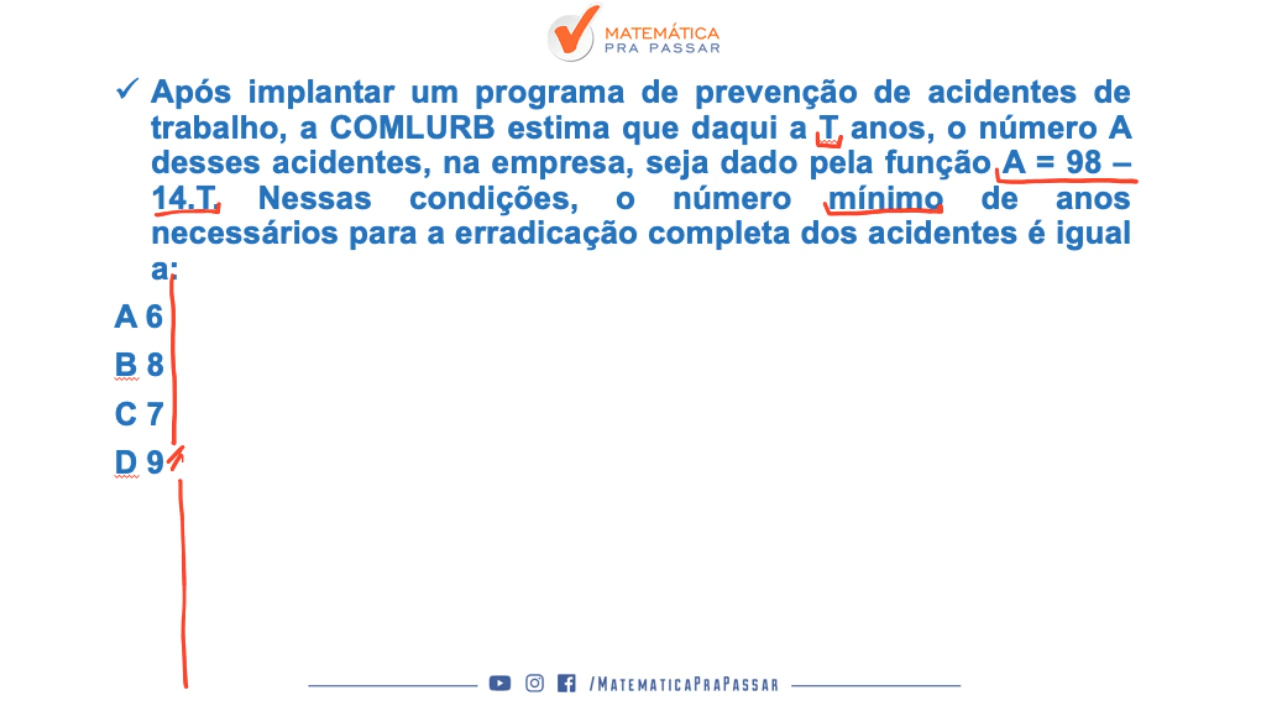 MATEMÁTICA
PRA PASSAR
✓ Após implantar um programa de prevenção de acidentes de
trabalho, a COMLURB estima que daqui a T anos, o número A
desses acidentes, na empresa, seja dado pela função A = 98 –
14.T. Nessas condições, o número mínimo de anos
necessários para a erradicação completa dos acidentes é igual
a:
A 6
B 8
C 7
D 9
/MATEMATICAPRAPASSAR